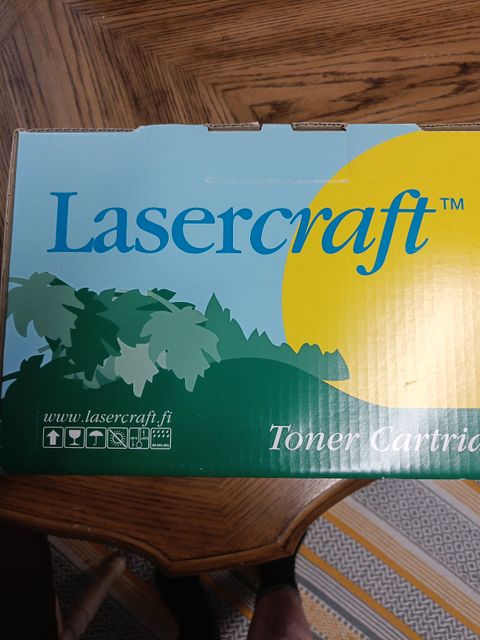 Lasercraft™
www.lasercraft.fi
Toner Cartrid